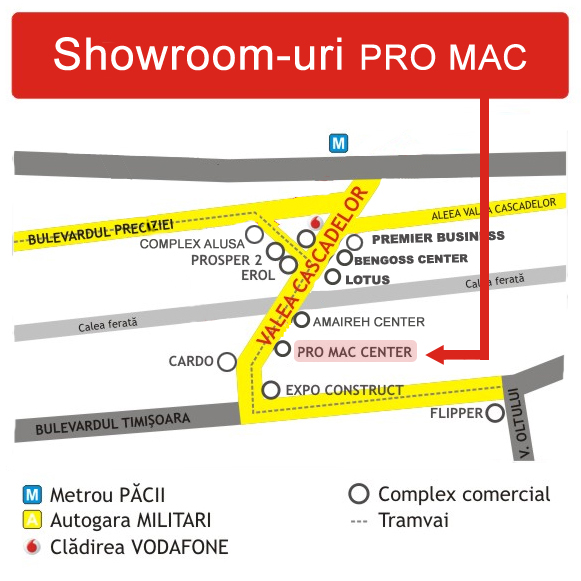 Showroom-uri PRO MAC
M
BULEVARDUL PRECIZIEI
ALEEA VALEA CASCADELOR
VALEA CASCADELOR
COMPLEX ALUSA
PREMIER BUSINESS
PROSPER 2
BENGOSS CENTER
EROL
LOTUS
Calea ferată
Calea ferată
AMAIREH CENTER
PRO MAC CENTER
CARDO
EXPO CONSTRUCT
BULEVARDUL TIMIȘOARA
FLIPPER
V. OLTULUI
M Metrou PĂCII
A Autogara MILITARI
Clădirea VODAFONE
Complex comercial
Tramvai